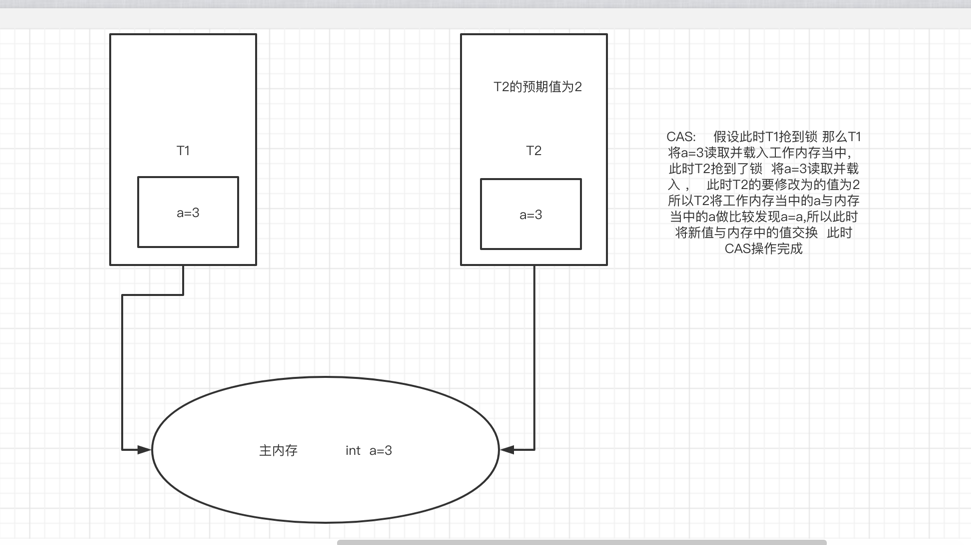 T2的预期值为2
T1
T2
a=3
a=3
CAS: 假设此时T1抢到锁 那么T1
将a=3读取并载入工作内存当中，
此时T2抢到了锁 将a=3读取并载
入 ， 此时T2的要修改为的值为2
所以T2将工作内存当中的a与内存
当中的a做比较发现a=a,所以此时
将新值与内存中的值交换 此时
CAS操作完成
主内存 int a=3